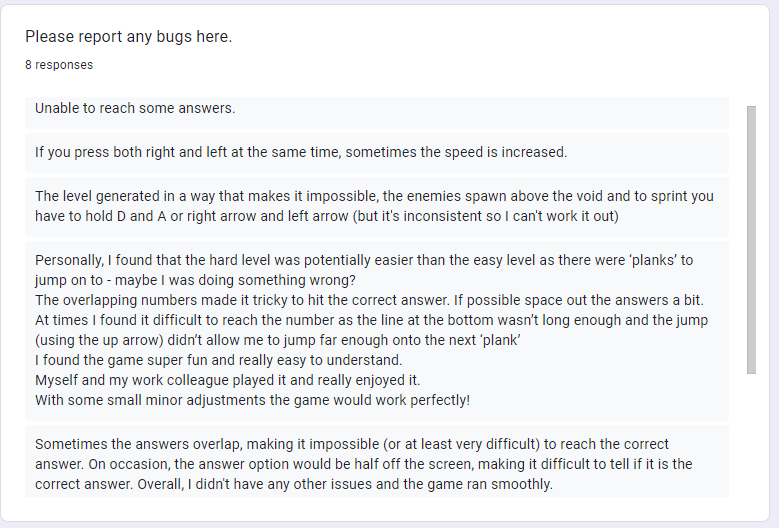 Please report any bugs here.
8 responses
Unable to reach some answers.
If you press both right and left at the same time, sometimes the speed is increased.
The level generated in a way that makes it impossible, the enemies spawn above the void and to sprint you
have to hold D and A or right arrow and left arrow (but it's inconsistent so I can't work it out)
Personally, I found that the hard level was potentially easier than the easy level as there were ‘planks’ to
jump on to - maybe I was doing something wrong?
The overlapping numbers made it tricky to hit the correct answer. If possible space out the answers a bit.
At times I found it difficult to reach the number as the line at the bottom wasn’t long enough and the jump
(using the up arrow) didn’t allow me to jump far enough onto the next ‘plank’
I found the game super fun and really easy to understand.
Myself and my work colleague played it and really enjoyed it.
With some small minor adjustments the game would work perfectly!
Sometimes the answers overlap, making it impossible (or at least very difficult) to reach the correct
answer. On occasion, the answer option would be half off the screen, making it difficult to tell if it is the
correct answer. Overall, I didn't have any other issues and the game ran smoothly.